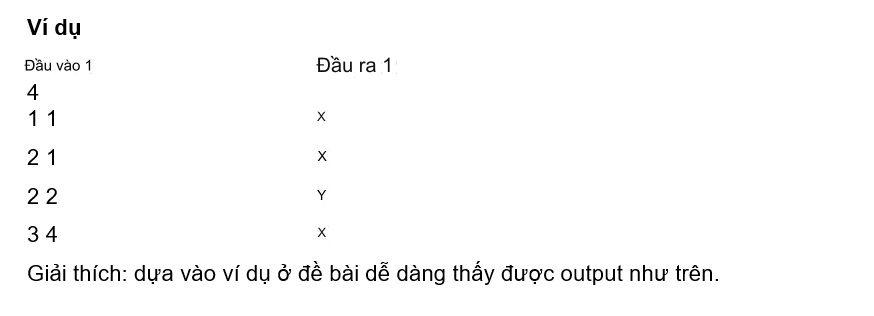 Ví dụ
Đầu vào 1 Đầu ra 1
4
1 1 X
2 1 X
2 2 Y
3 4 X
Giải thích: dựa vào ví dụ ở đề bài dễ dàng thấy được output như trên.